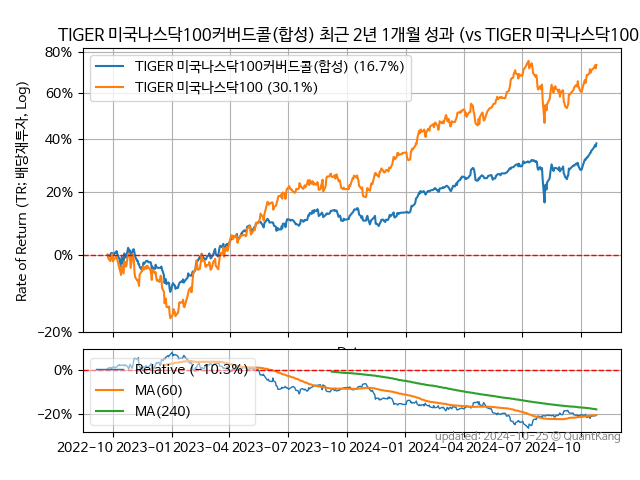 TIGER 미국나스닥100커버드콜(합성) 최근 2년 1개월 성과 (vs TIGER 미국나스닥100
80%
60%
40%
20%
0%
−20%
Rate of Return (TR: 배당재투자, Log)
TIGER 미국나스닥100커버드콜(합성) (16.7%)
TIGER 미국나스닥100 (30.1%)
0%
−20%
Relative (−10.3%)
MA(60)
MA(240)
updated: 2024-10-25 © QuantKang
2022−10 2023−01 2023−04 2023−07 2023−10 2024−01 2024−04 2024−07 2024−10